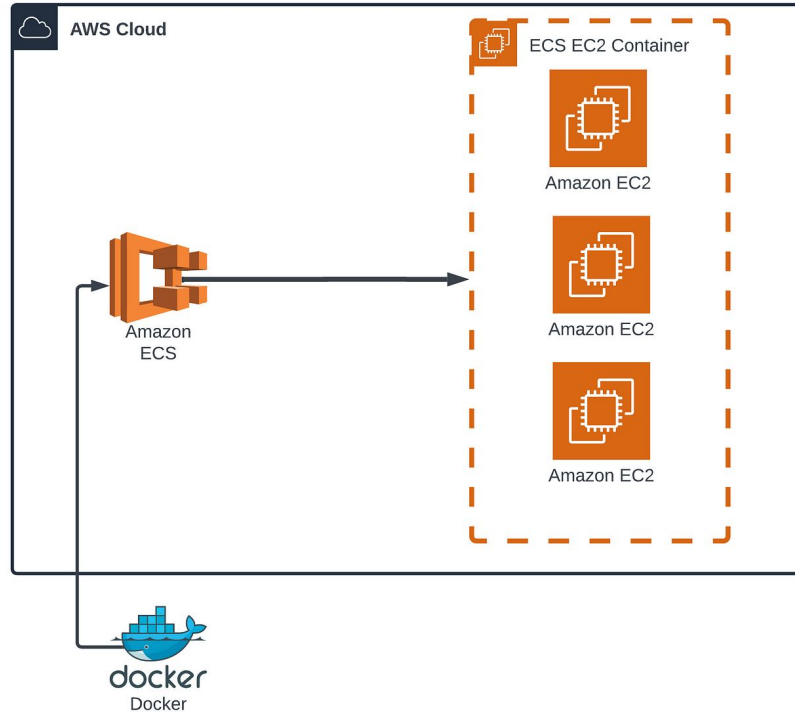 AWS Cloud
ECS EC2 Container
Amazon EC2
Amazon EC2
Amazon EC2
Amazon
ECS
docker
Docker